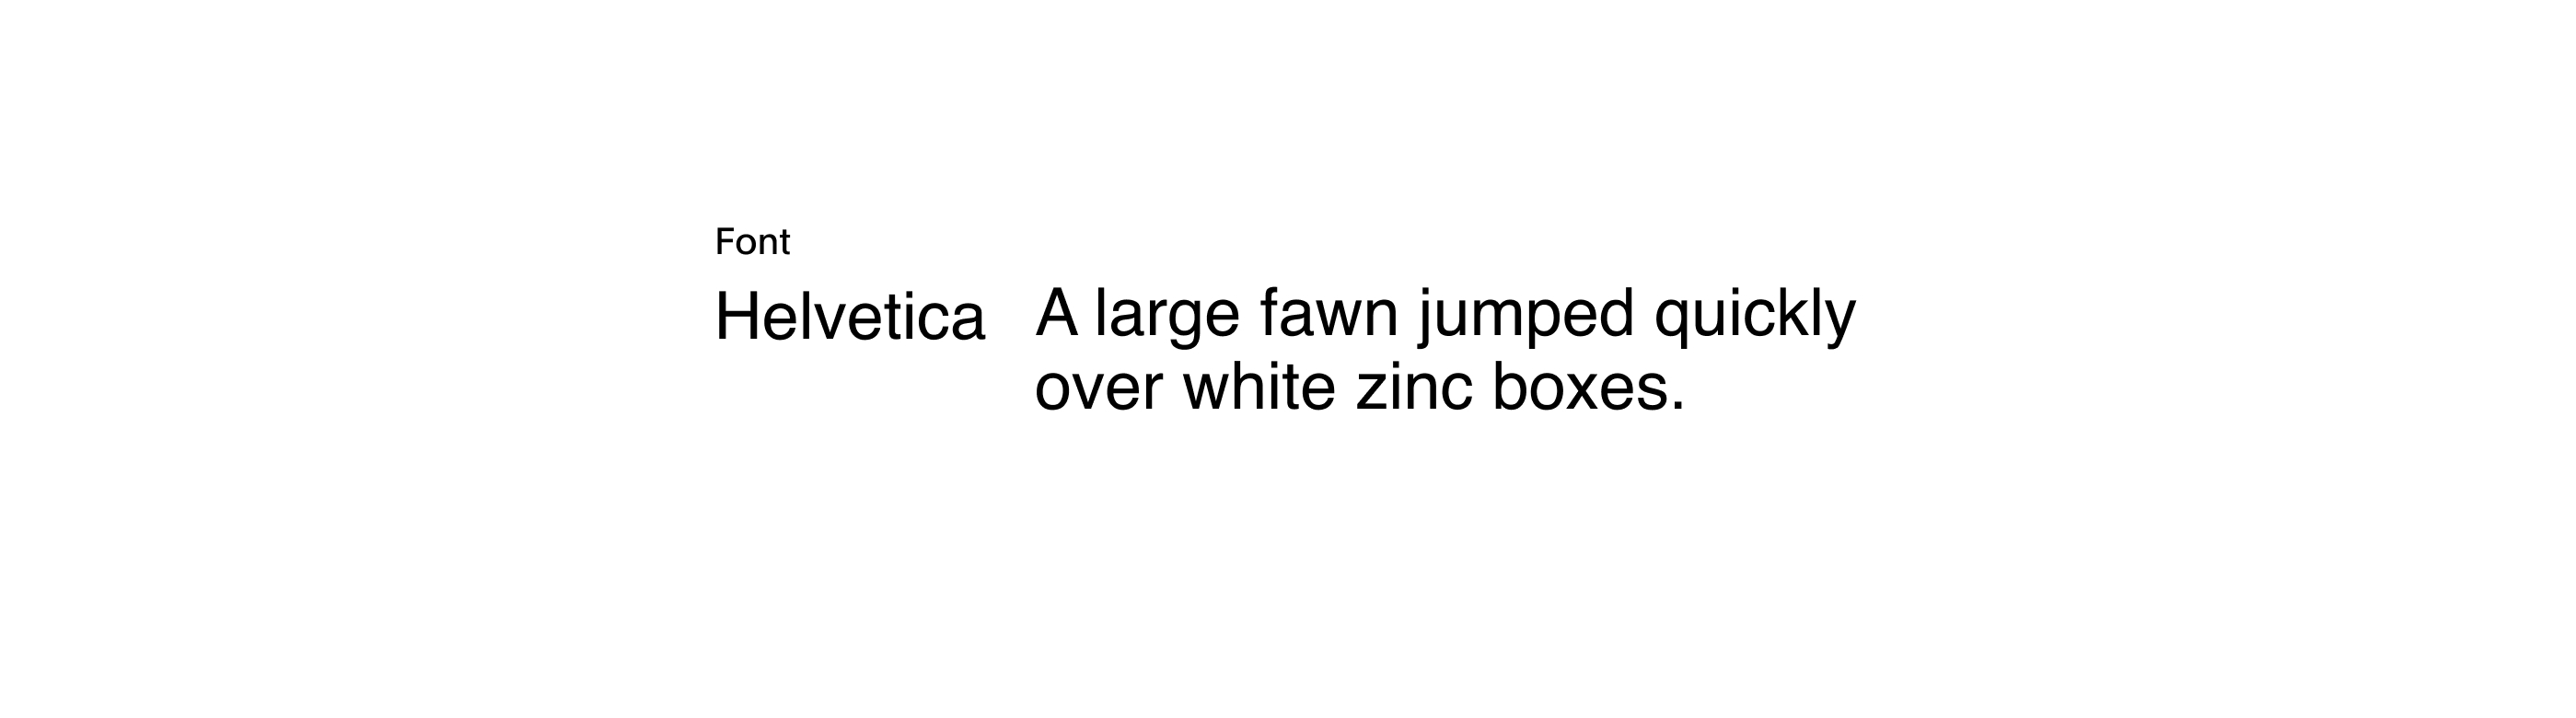 Font
Helvetica
A large fawn jumped quickly
over white zinc boxes.